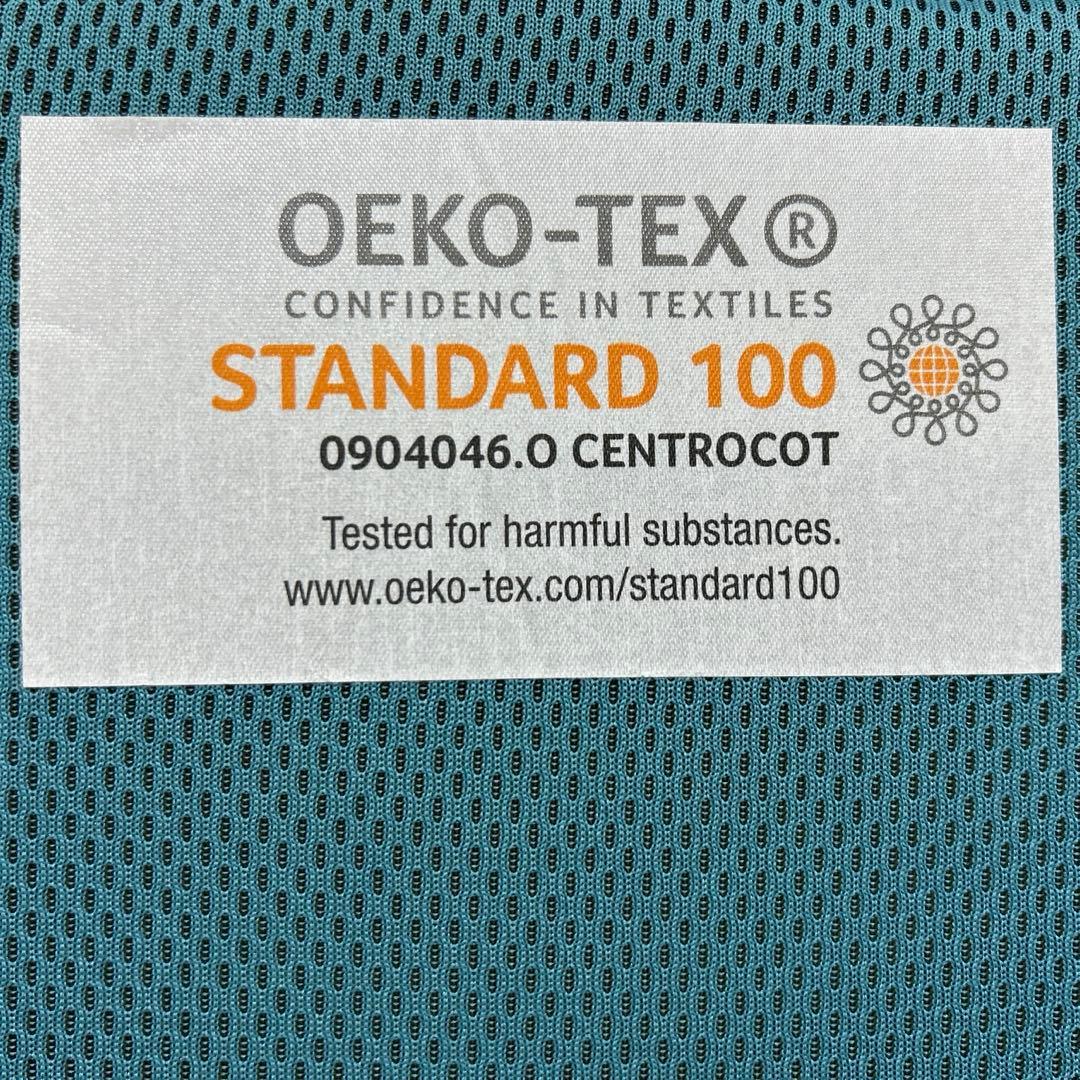 OEKO-TEX®
CONFIDENCE IN TEXTILES
STANDARD 100
0904046.O CENTROCOT
Tested for harmful substances.
www.oeko-tex.com/standard100